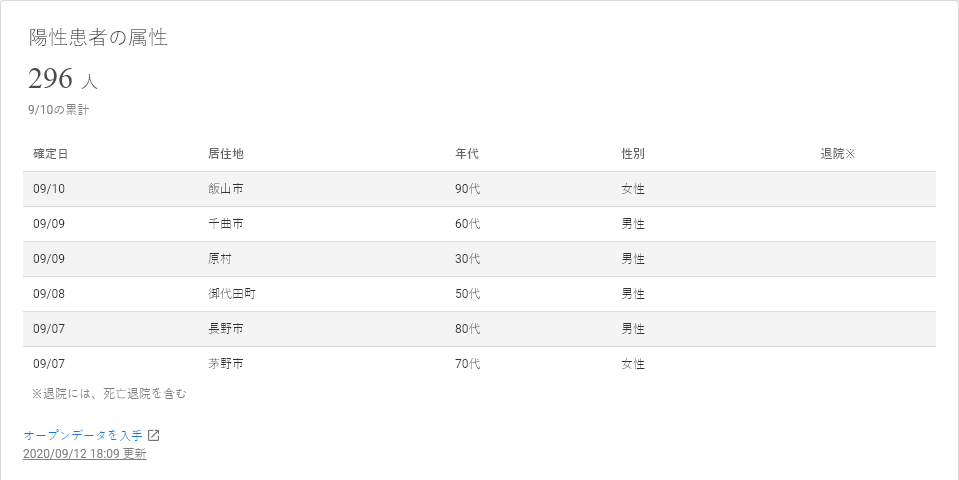 陽性患者の属性
296 人
9/10の累計
確定日 居住地 年代 性別 退院※
09/10 飯山市 90代 女性
09/09 千曲市 60代 男性
09/09 原村 30代 男性
09/08 御代田町 50代 男性
09/07 長野市 80代 男性
09/07 茅野市 70代 女性
※退院には、死亡退院を含む
オープンデータを入手
2020/09/12 18:09 更新